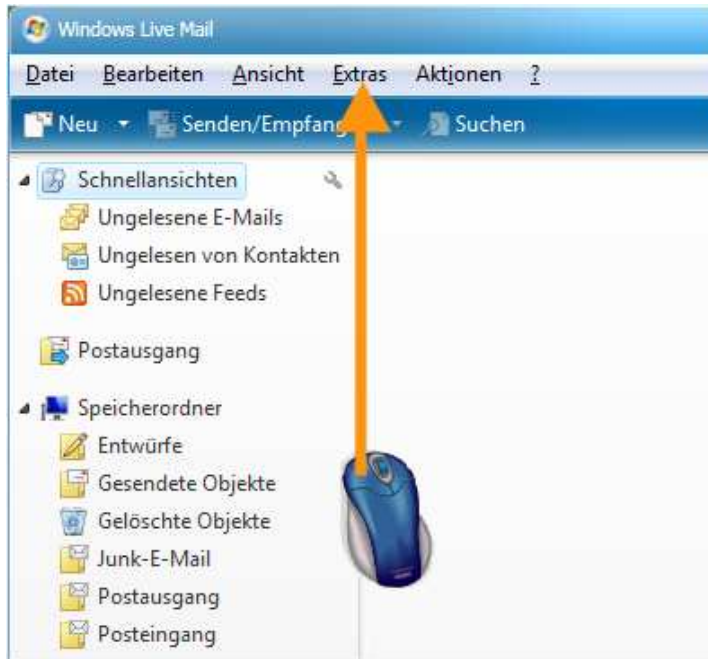 Windows Live Mail
Datei Bearbeiten Ansicht Extras Aktionen ?
Neu Senden/Empfang Suchen
Schnellansichten
Ungelesene E-Mails
Ungelesen von Kontakten
Ungelesene Feeds
Postausgang
Speicherordner
Entwürfe
Gesendete Objekte
Gelöschte Objekte
Junk-E-Mail
Postausgang
Posteingang